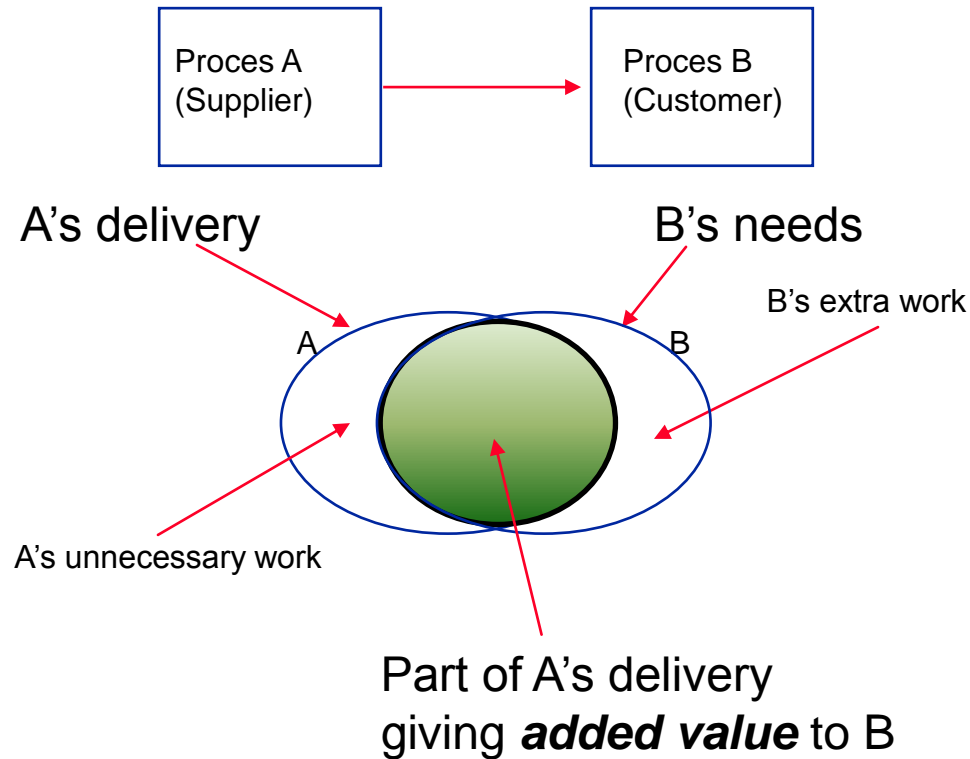 Proces A
(Supplier)
Proces B
(Customer)
A’s delivery
B’s needs
B’s extra work
A
B
A’s unnecessary work
Part of A’s delivery
giving added value to B